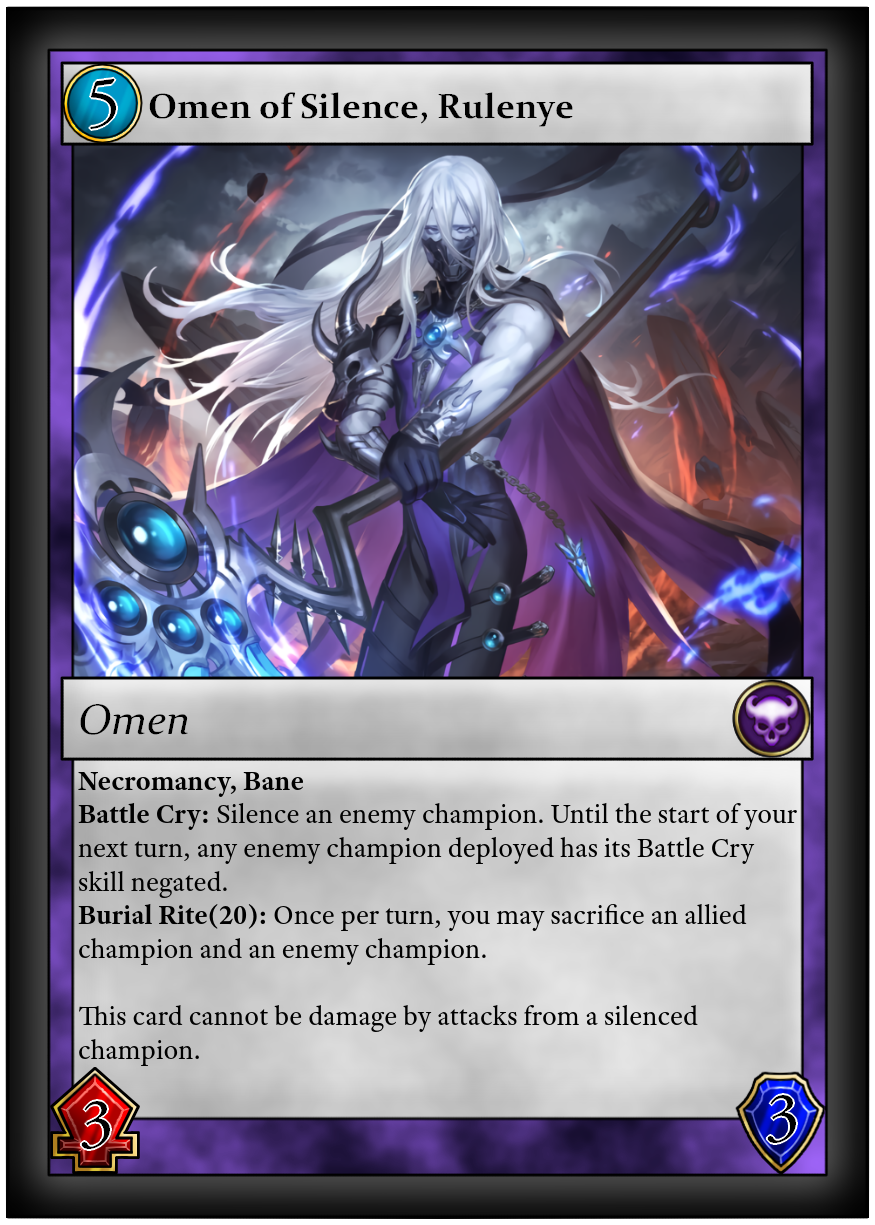 5 Omen of Silence, Rulenye
Omen
Necromancy, Bane
Battle Cry: Silence an enemy champion. Until the start of your
next turn, any enemy champion deployed has its Battle Cry
skill negated.
Burial Rite(20): Once per turn, you may sacrifice an allied
champion and an enemy champion.
This card cannot be damage by attacks from a silenced
champion.
3 3